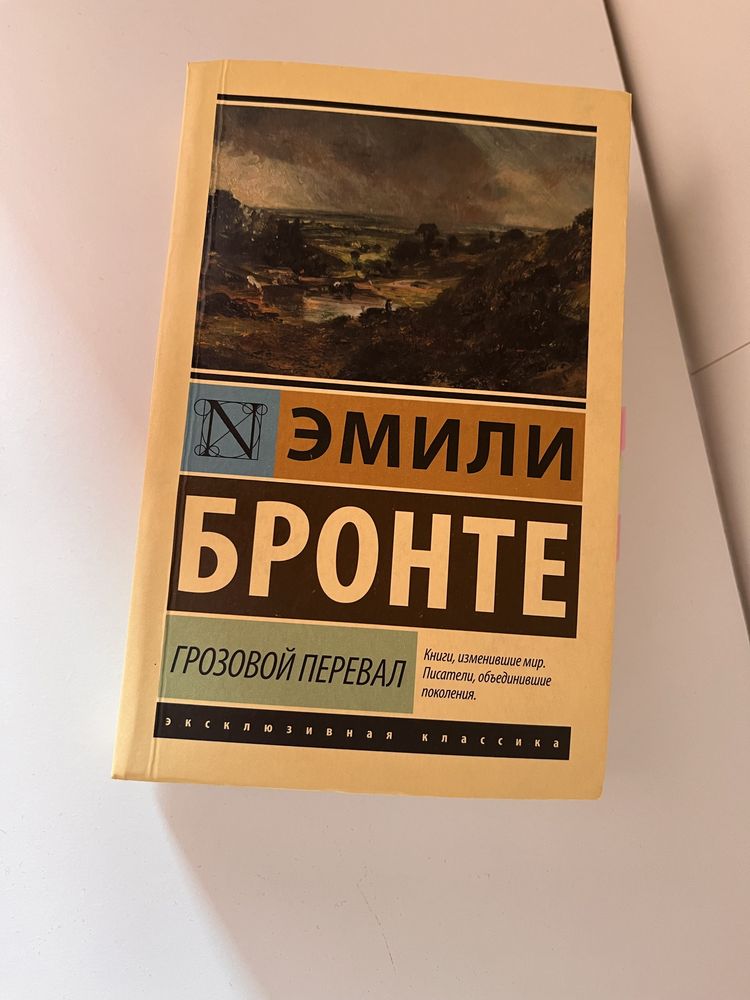 N
ЭМИЛИ
БРОНТЕ
ГРОЗОВОЙ ПЕРЕВАЛ
Книги, изменившие мир.
Писатели, объединившие
поколения.
эксклюзивная классика